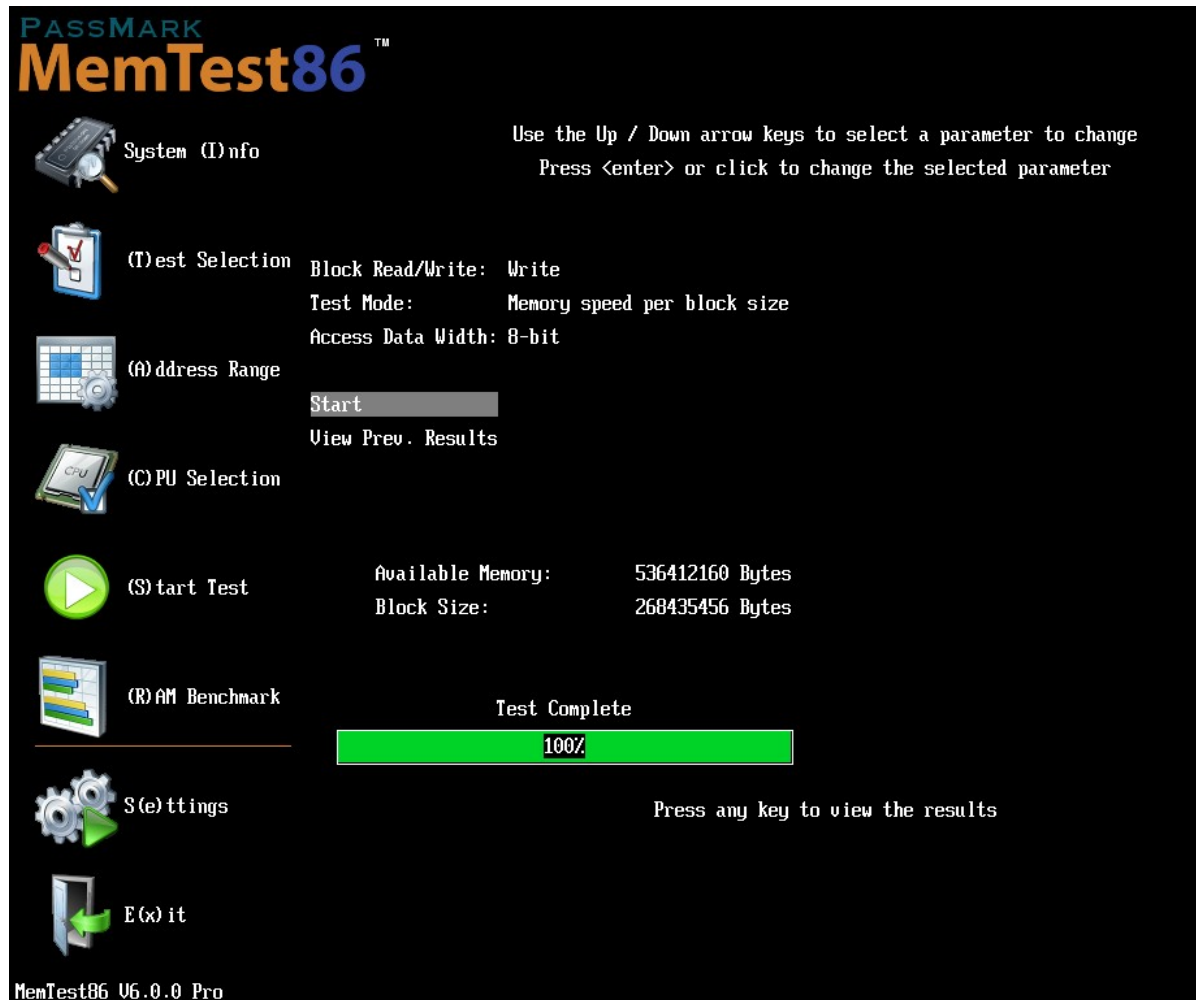 PASSMARK
MemTest86™
System (I)nfo
Use the Up / Down arrow keys to select a parameter to change
Press <enter> or click to change the selected parameter
(T)est Selection
Block Read/Write: Write
Test Mode: Memory speed per block size
Access Data Width: 8-bit
(A)ddress Range
Start
View Prev. Results
CPU
(C)PU Selection
Available Memory: 536412160 Bytes
(S)tart Test
Block Size: 268435456 Bytes
(R)AM Benchmark
Test Complete
100%
S(e)ttings
Press any key to view the results
E(x)it
MemTest86 V6.0.0 Pro